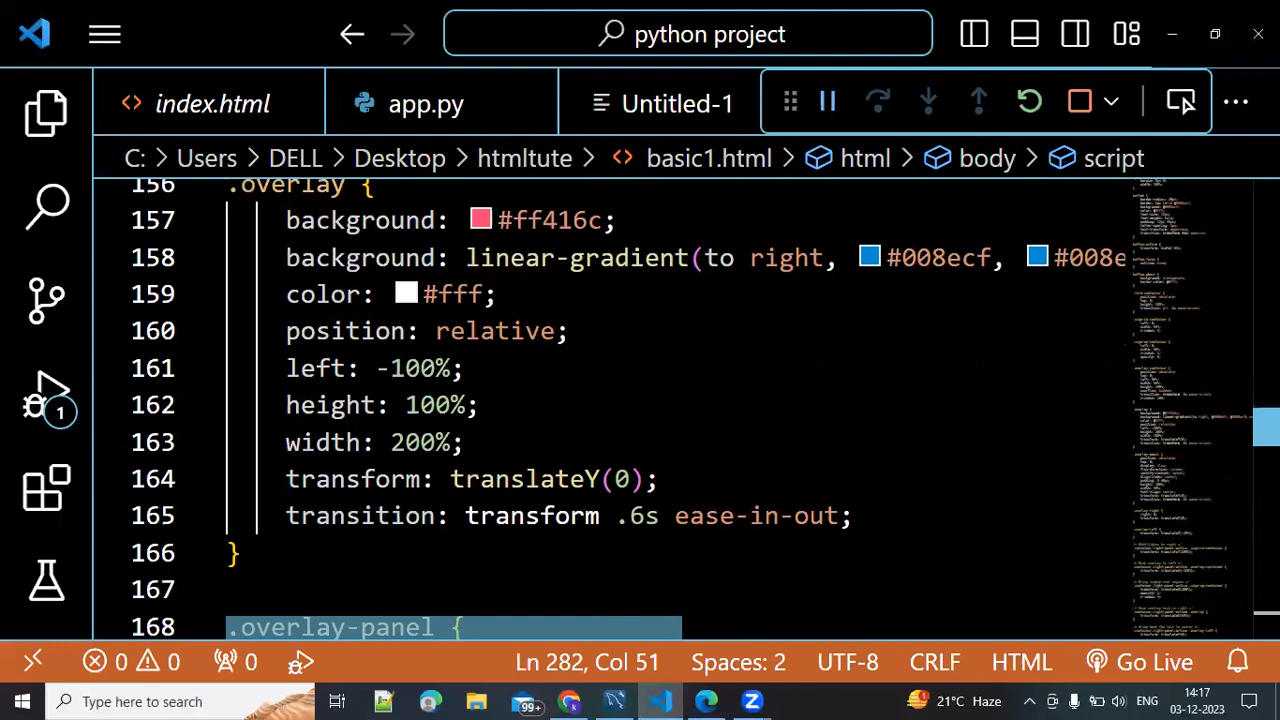 python project
index.html
app.py
Untitled-1
C: > Users > DELL > Desktop > htmltute > <> basic1.html > html > body > script
156 .overlay {
157 background: #ff416c;
158 background: linear-gradient(to right, #008ecf, #008e
159 color: #fff;
160 position: relative;
161 left: -100%;
162 height: 100%;
163 width: 200%;
164 transform: translateY(0);
165 transition: transform .6s ease-in-out;
166 }
167
168 .overlay-panel {
1
0 0 0 Ln 282, Col 51 Spaces: 2 UTF-8 CRLF HTML Go Live
Type here to search
99+
1
21°C Haze
ENG
14:17
03-12-2023